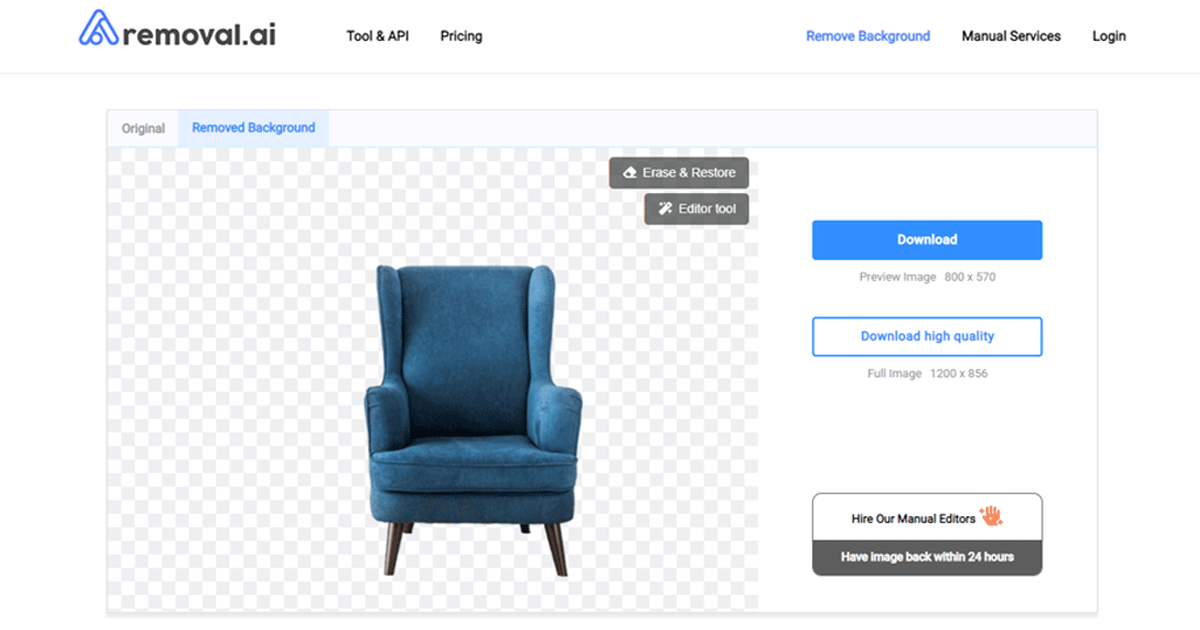 removal.ai
Tool & API
Pricing
Remove Background
Manual Services
Login
Original
Removed Background
Erase & Restore
Editor tool
Download
Preview Image 800 x 570
Download high quality
Full Image 1200 x 856
Hire Our Manual Editors
Have image back within 24 hours